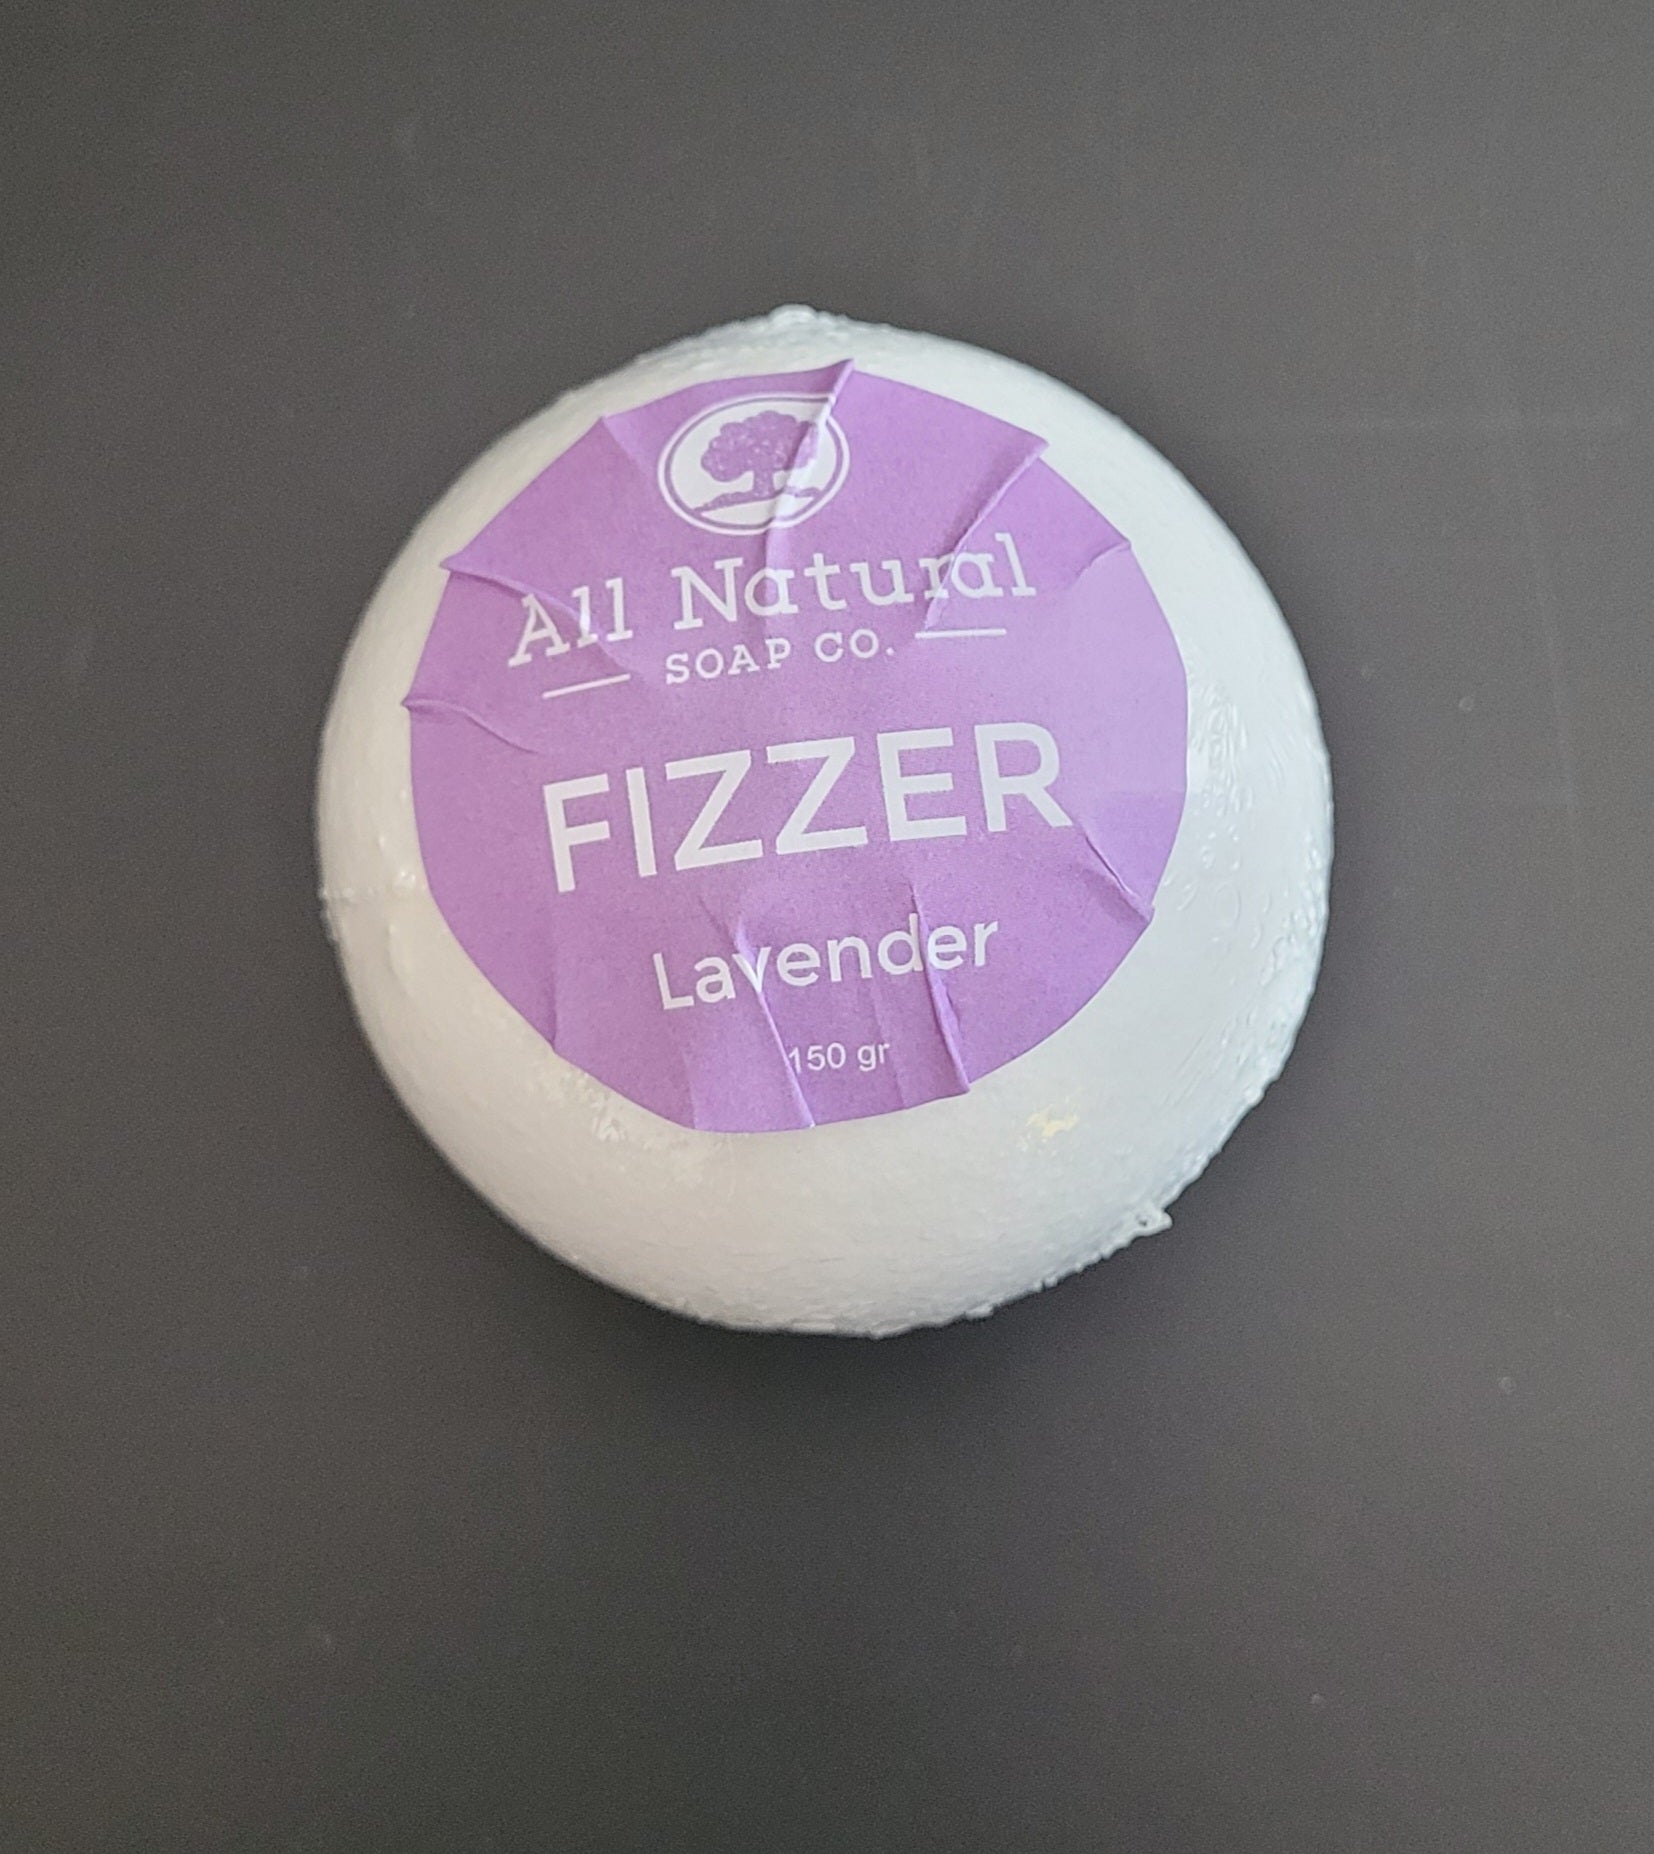 All Natural
SOAP CO.
FIZZER
Lavender
150 gr